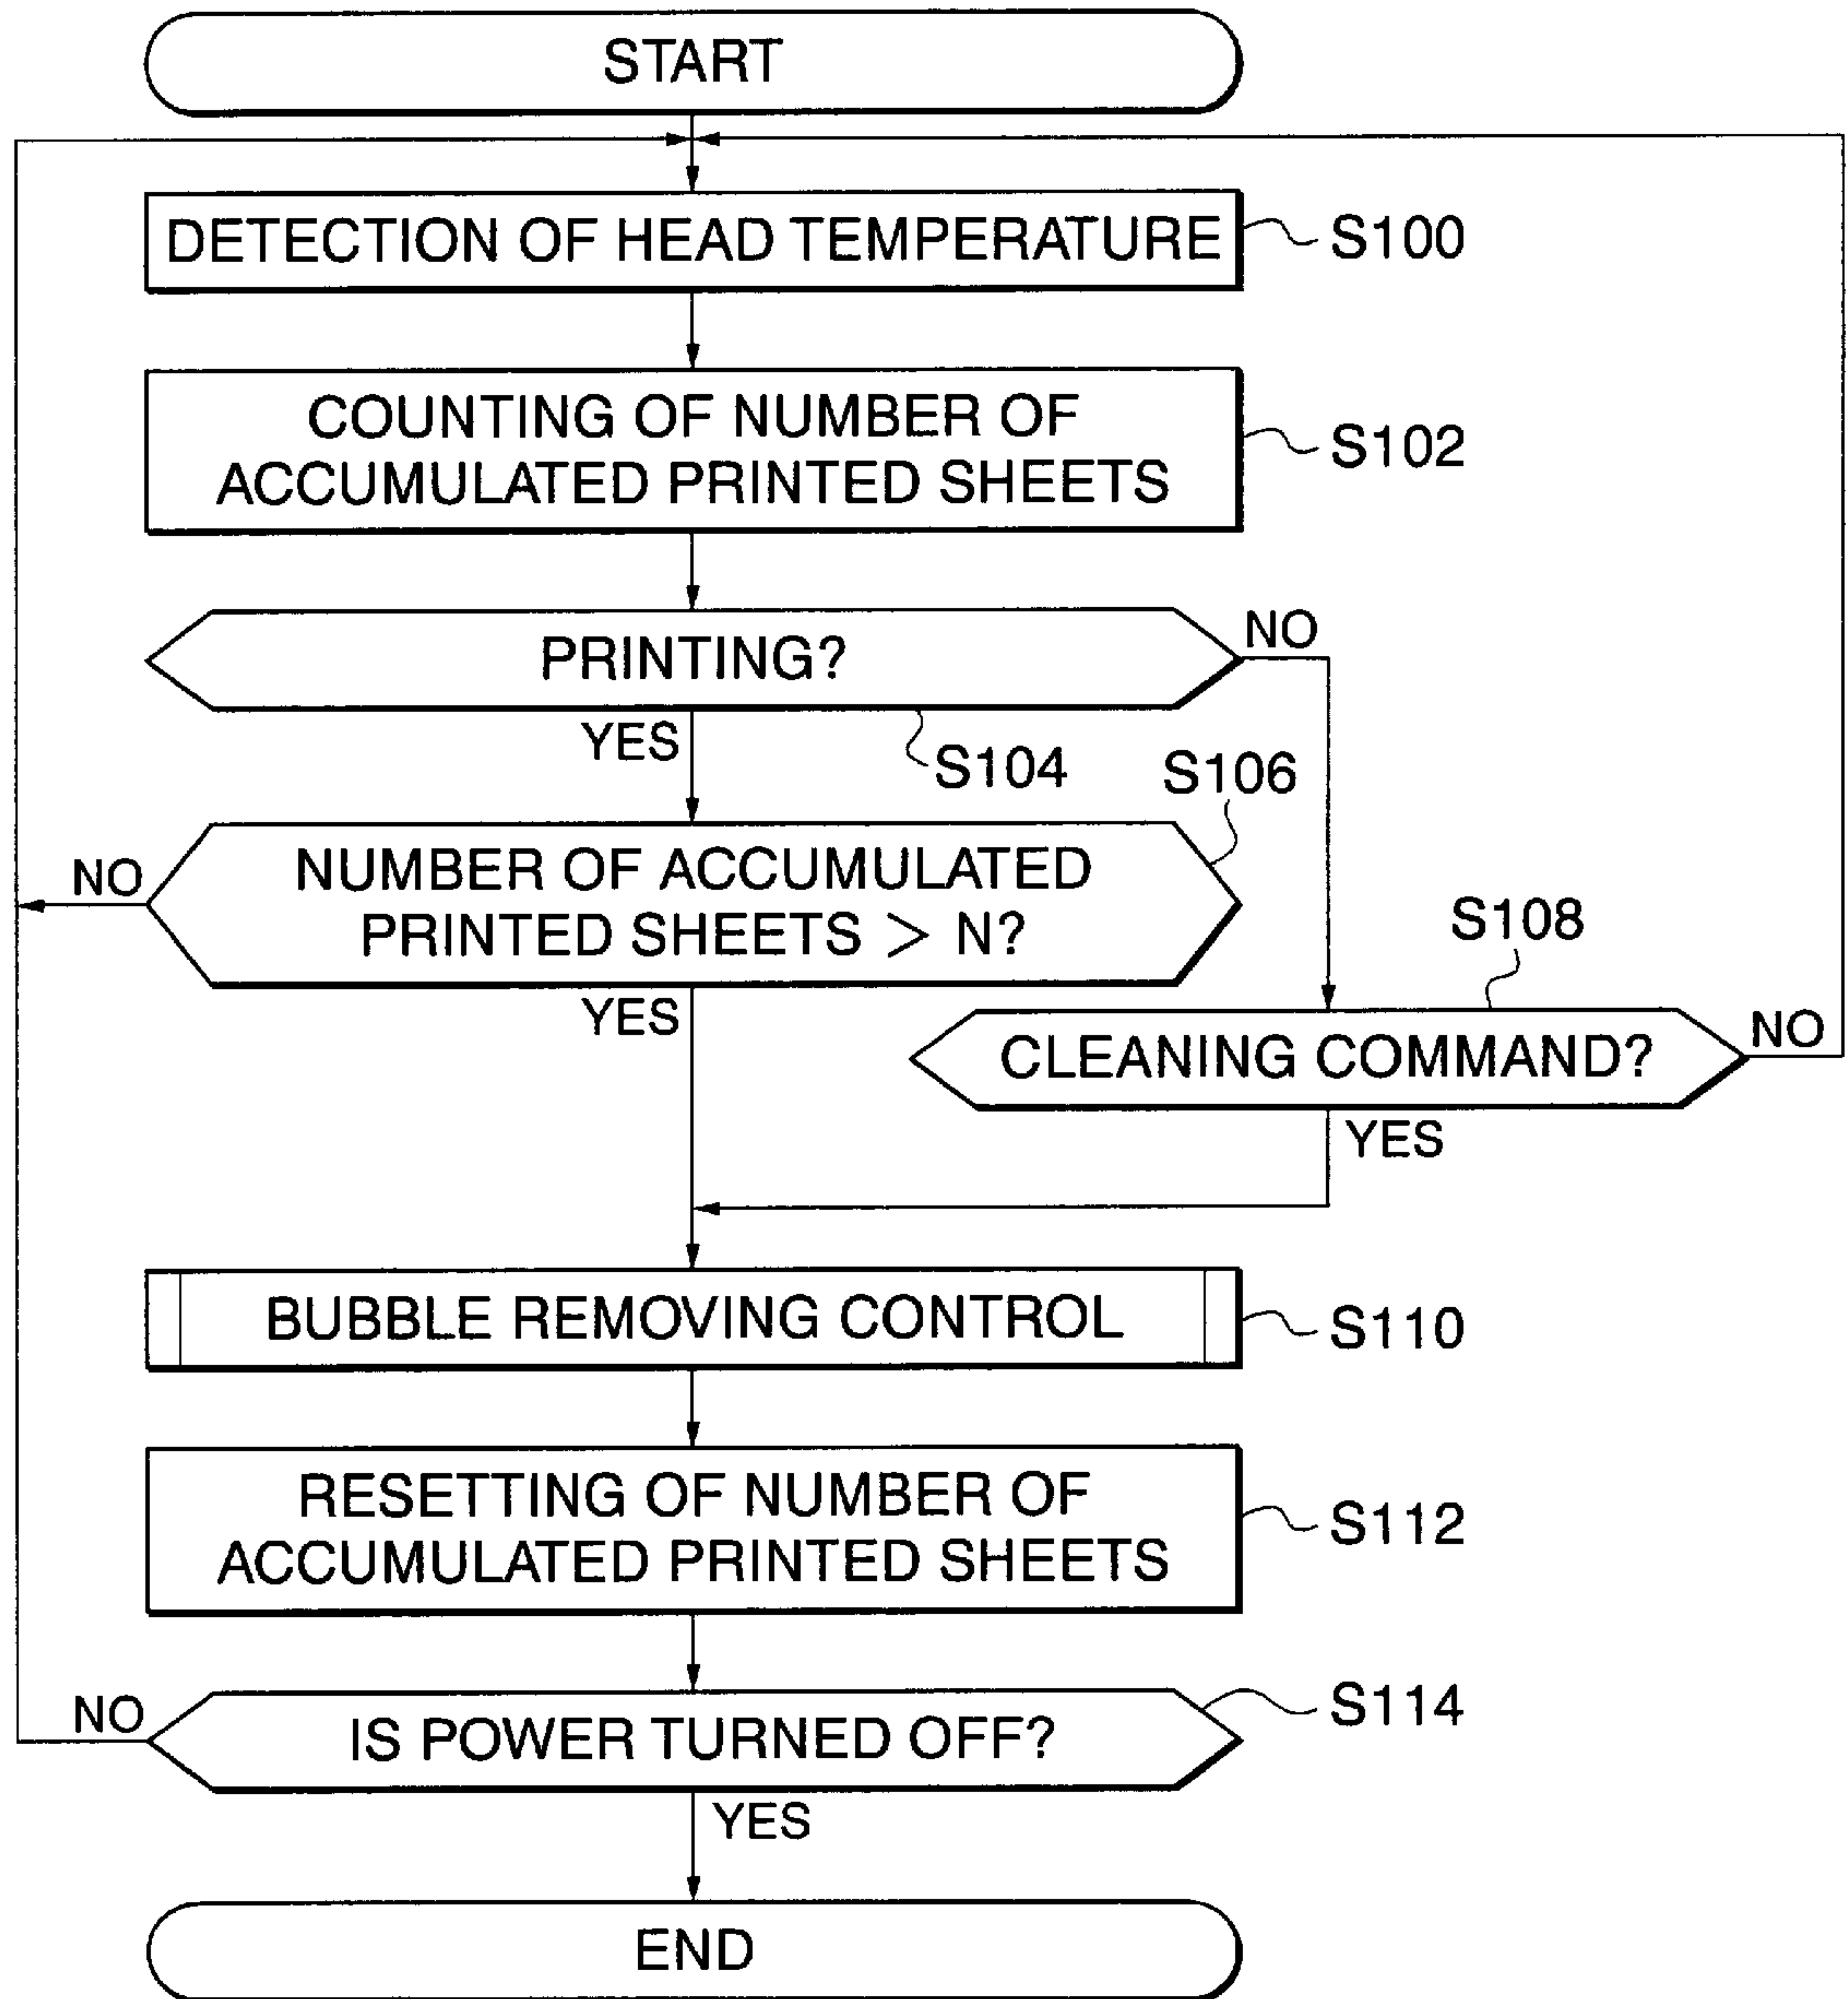 START
DETECTION OF HEAD TEMPERATURE
S100
COUNTING OF NUMBER OF
ACCUMULATED PRINTED SHEETS
S102
PRINTING?
NO
YES
S104
S106
NUMBER OF ACCUMULATED
PRINTED SHEETS > N?
NO
YES
S108
CLEANING COMMAND?
NO
YES
BUBBLE REMOVING CONTROL
S110
RESETTING OF NUMBER OF
ACCUMULATED PRINTED SHEETS
S112
IS POWER TURNED OFF?
S114
NO
YES
END